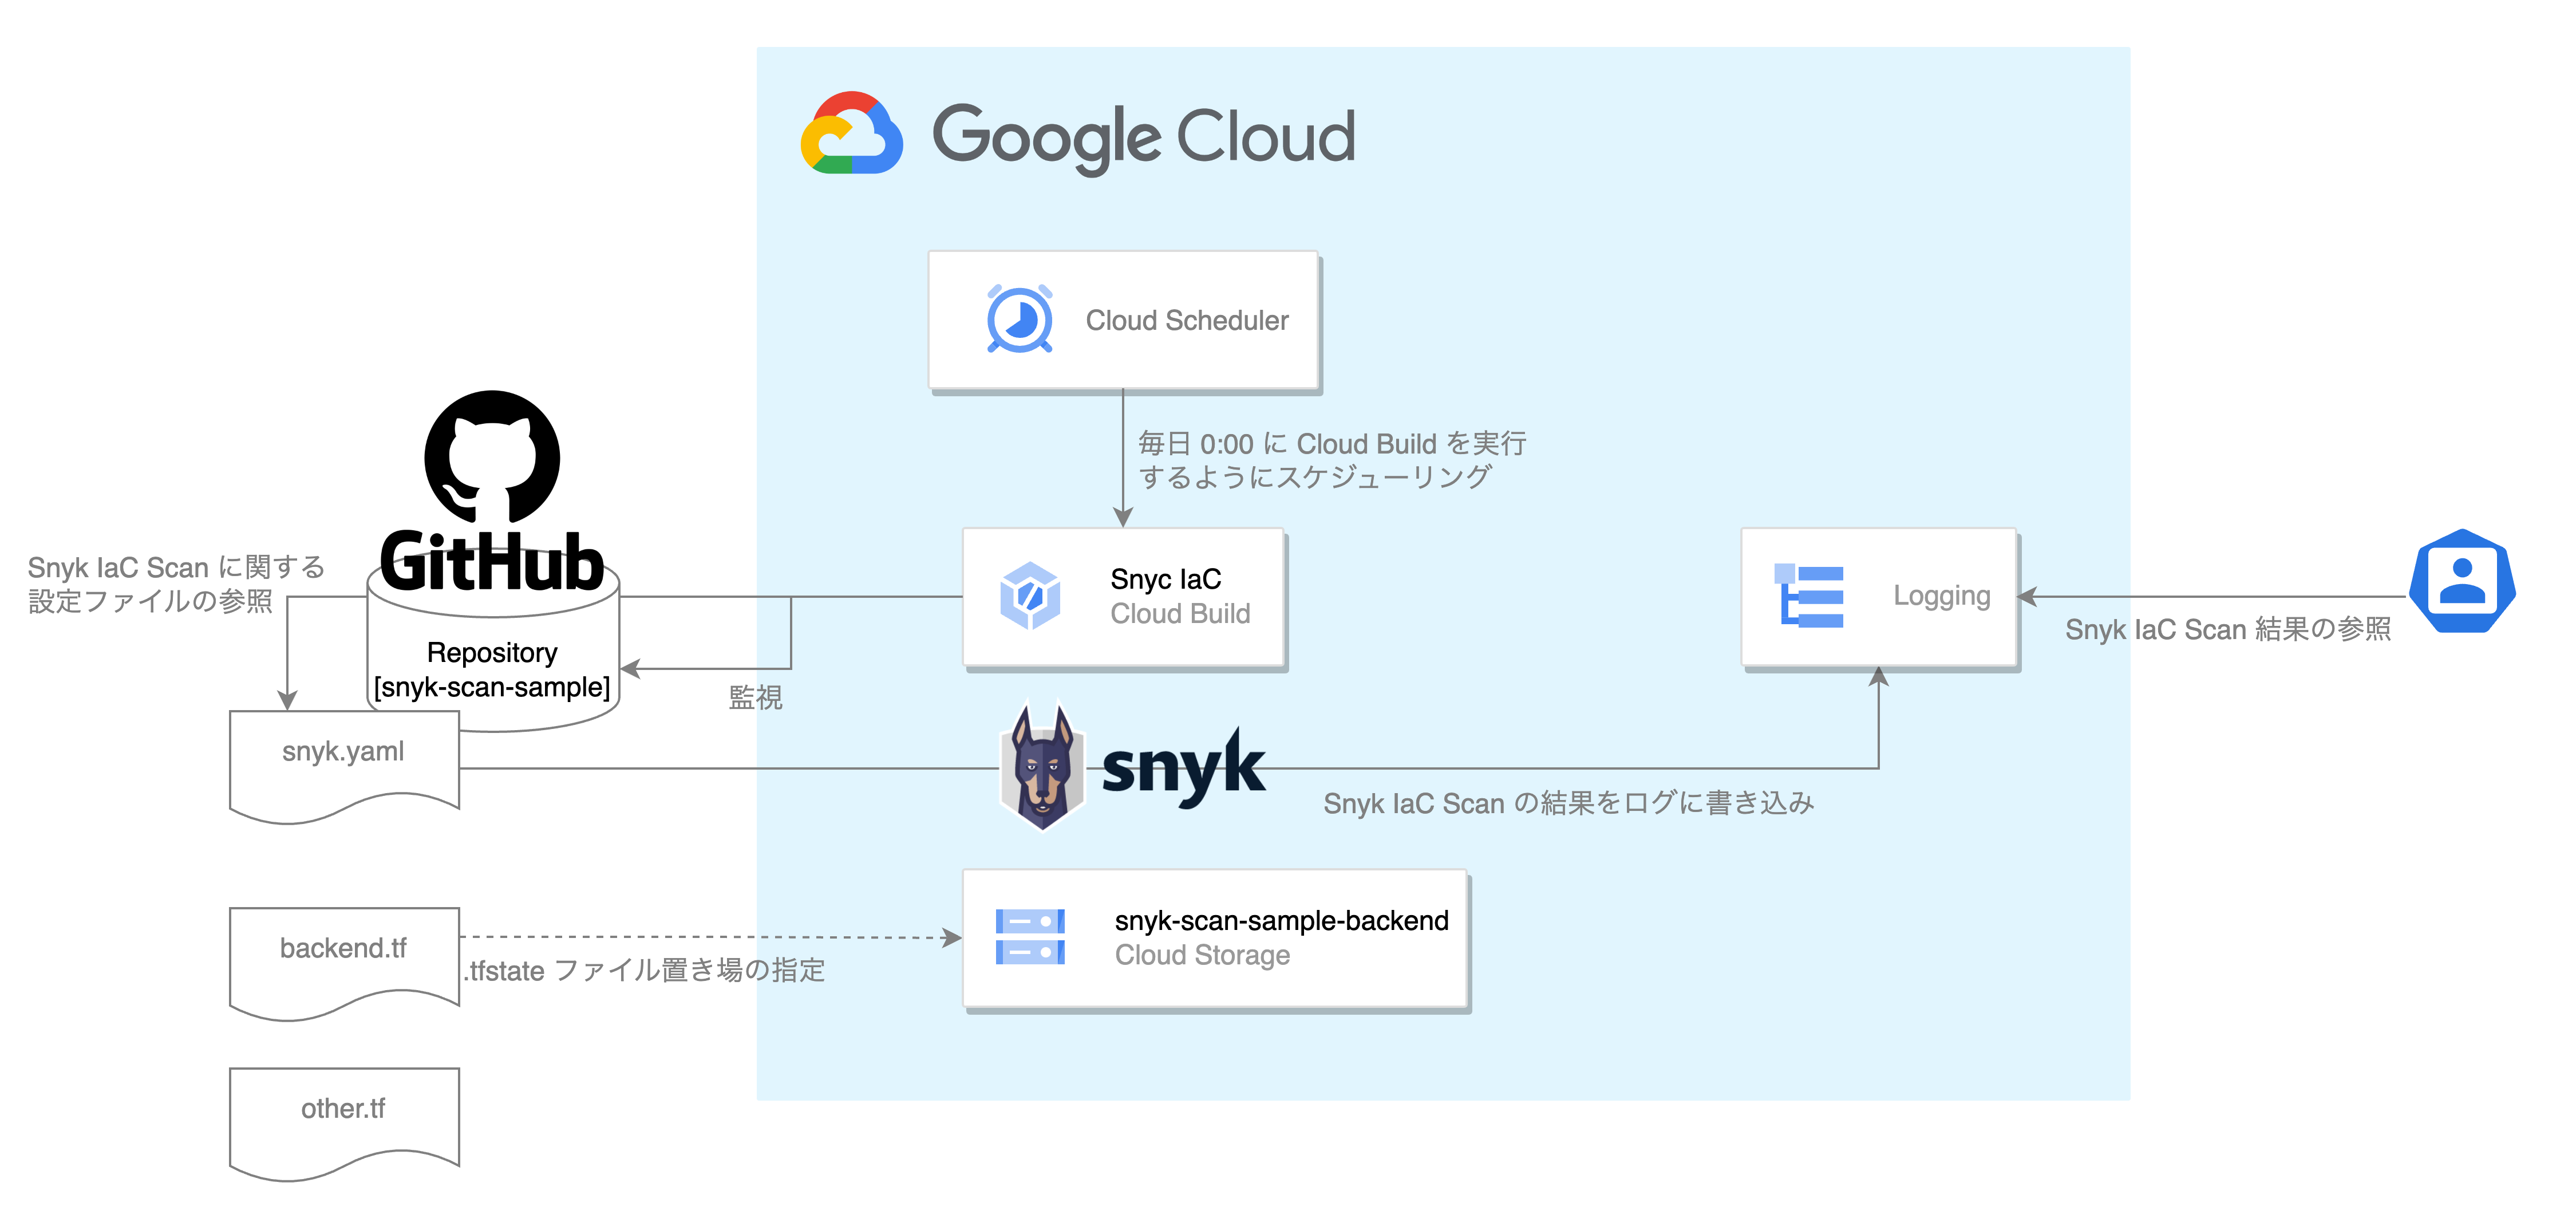 Google Cloud
Cloud Scheduler
毎日 0:00 に Cloud Build を実行
するようにスケジューリング
GitHub
Snyk IaC Scan に関する
設定ファイルの参照
Repository
[snyk-scan-sample]
Snyc IaC
Cloud Build
監視
Logging
Snyk IaC Scan 結果の参照
snyk.yaml
snyk
Snyk IaC Scan の結果をログに書き込み
backend.tf
.tfstate ファイル置き場の指定
snyk-scan-sample-backend
Cloud Storage
other.tf